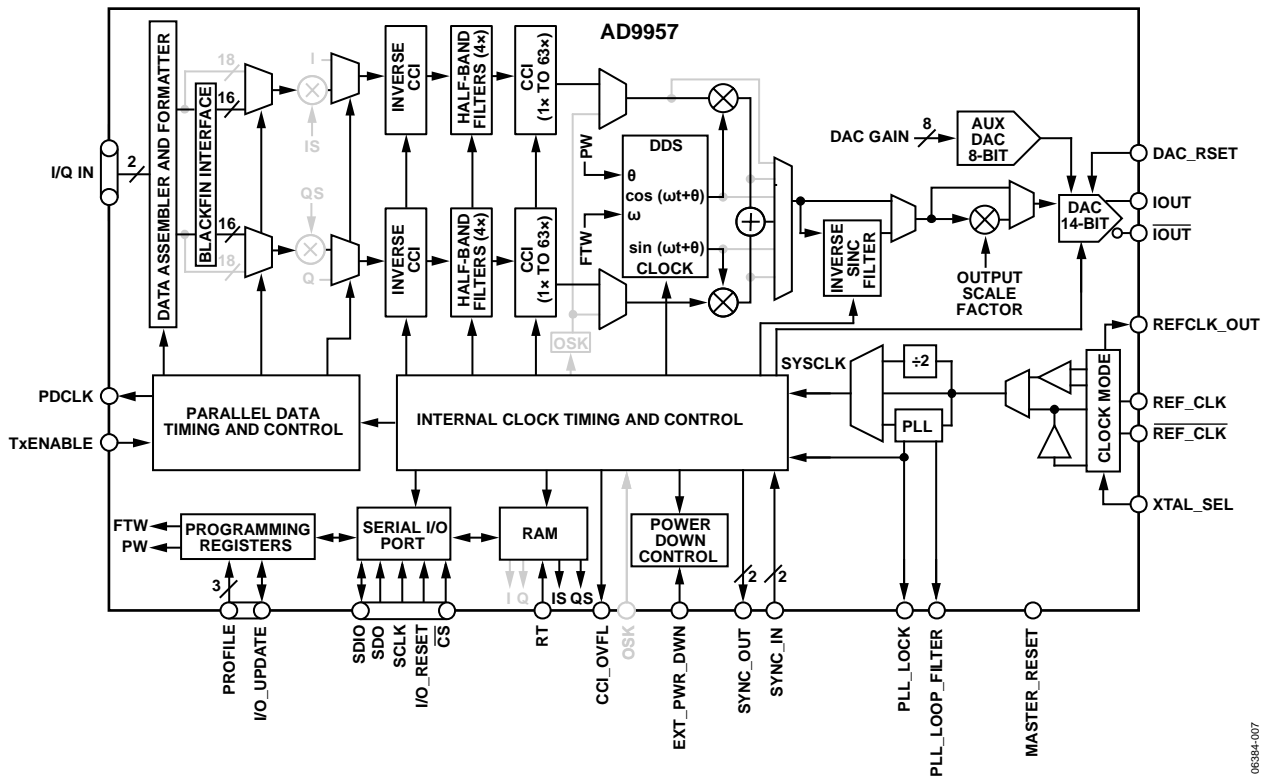 AD9957
I/Q IN
2
DATA ASSEMBLER AND FORMATTER
BLACKFIN INTERFACE
18
16
16
18
IS
QS
I
Q
INVERSE
CCI
HALF-BAND
FILTERS (4×)
CCI
(1× TO 63×)
INVERSE
CCI
HALF-BAND
FILTERS (4×)
CCI
(1× TO 63×)
OSK
PW
FTW
DDS
θ
cos (ωt+θ)
ω
sin (ωt+θ)
CLOCK
INVERSE
SINC
FILTER
OUTPUT
SCALE
FACTOR
DAC GAIN
8
AUX
DAC
8-BIT
DAC
14-BIT
DAC_RSET
IOUT
IOUT
REFCLK_OUT
REF_CLK
REF_CLK
XTAL_SEL
CLOCK MODE
SYSCLK
÷2
PLL
PDCLK
TxENABLE
PARALLEL DATA
TIMING AND CONTROL
INTERNAL CLOCK TIMING AND CONTROL
FTW
PW
PROGRAMMING
REGISTERS
SERIAL I/O
PORT
RAM
POWER
DOWN
CONTROL
3
I
Q
IS
QS
2
2
PROFILE
I/O_UPDATE
SDIO
SDO
SCLK
I/O_RESET
CS
RT
CCI_OVFL
OSK
EXT_PWR_DWN
SYNC_OUT
SYNC_IN
PLL_LOCK
PLL_LOOP_FILTER
MASTER_RESET
06384-007